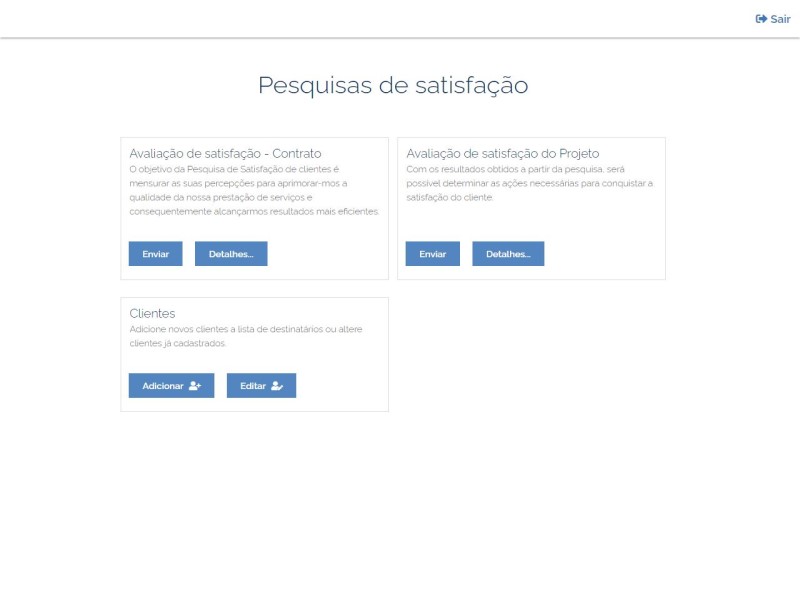 Sair
Pesquisas de satisfação
Avaliação de satisfação - Contrato
O objetivo da Pesquisa de Satisfação de clientes é
mensurar as suas percepções para aprimorar-mos a
qualidade da nossa prestação de serviços e
consequentemente alcançarmos resultados mais eficientes.
Enviar
Detalhes...
Avaliação de satisfação do Projeto
Com os resultados obtidos a partir da pesquisa, será
possível determinar as ações necessárias para conquistar a
satisfação do cliente.
Enviar
Detalhes...
Clientes
Adicione novos clientes a lista de destinatários ou altere
clientes já cadastrados.
Adicionar
Editar